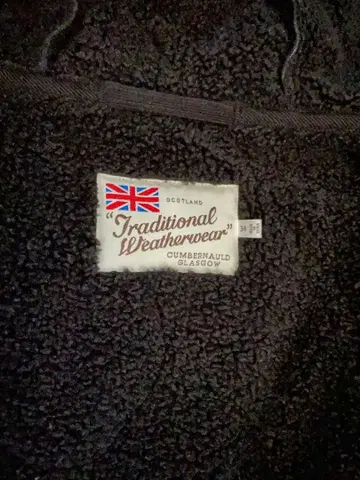 SCOTLAND
"Traditional
Weatherwear"
CUMBERNAULD
GLASGOW